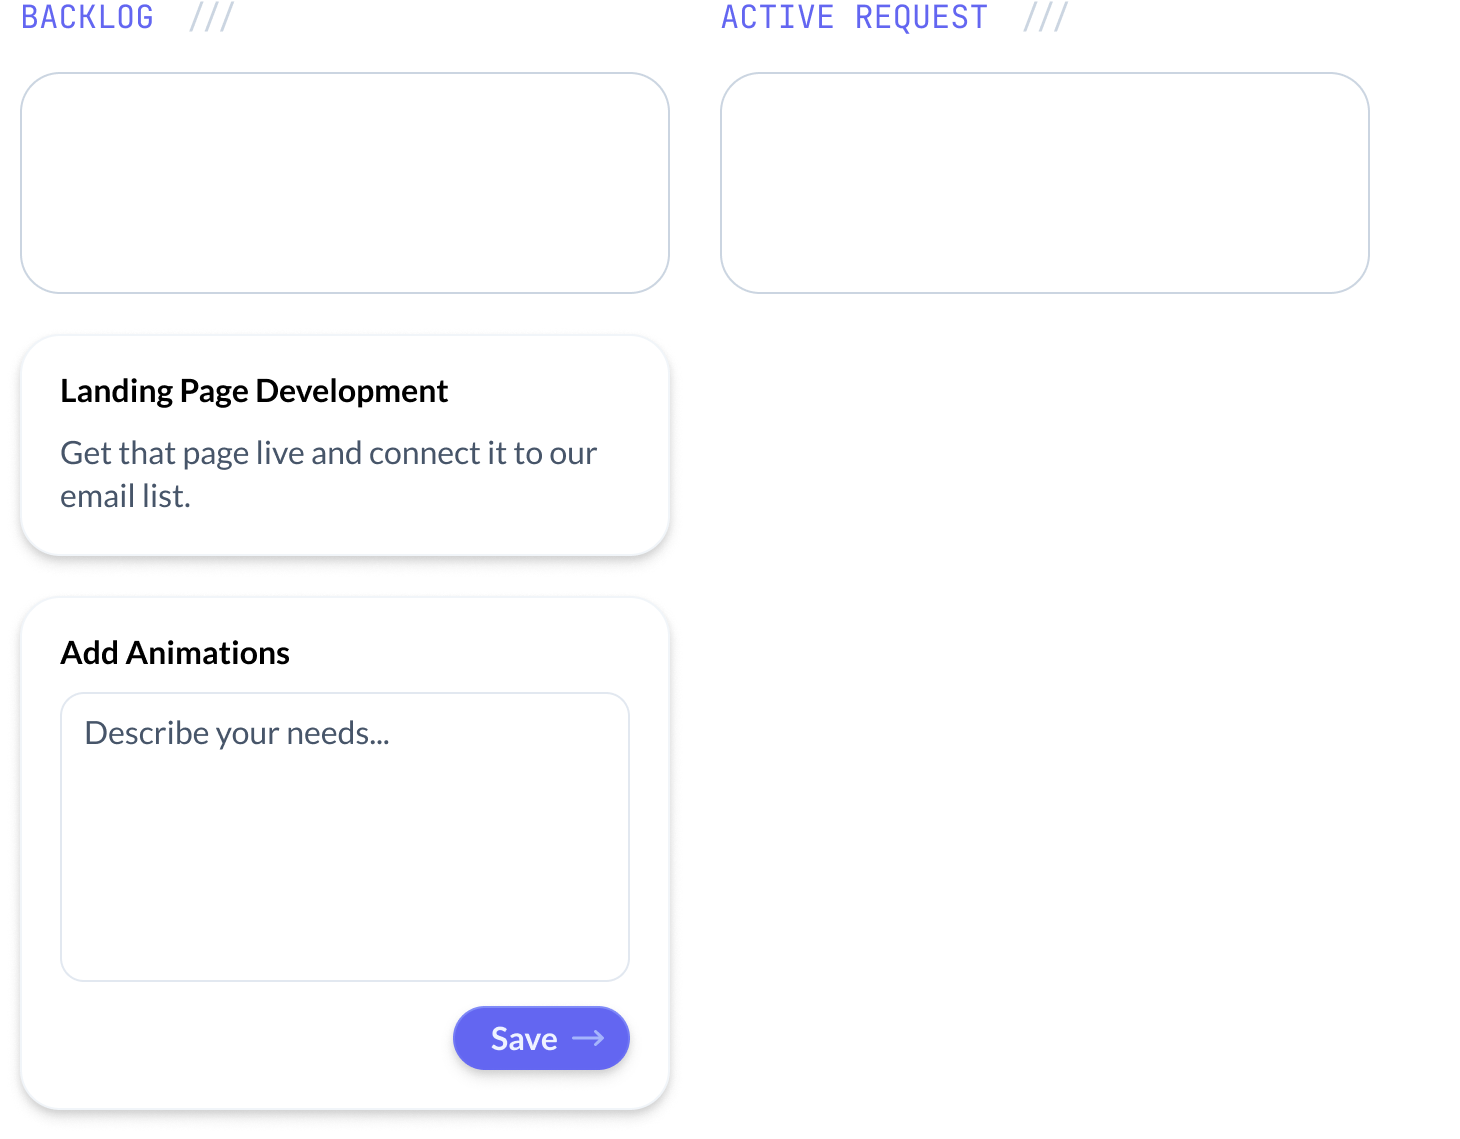 BACKLOG ///
ACTIVE REQUEST ///
Landing Page Development
Get that page live and connect it to our
email list.
Add Animations
Describe your needs...
Save →